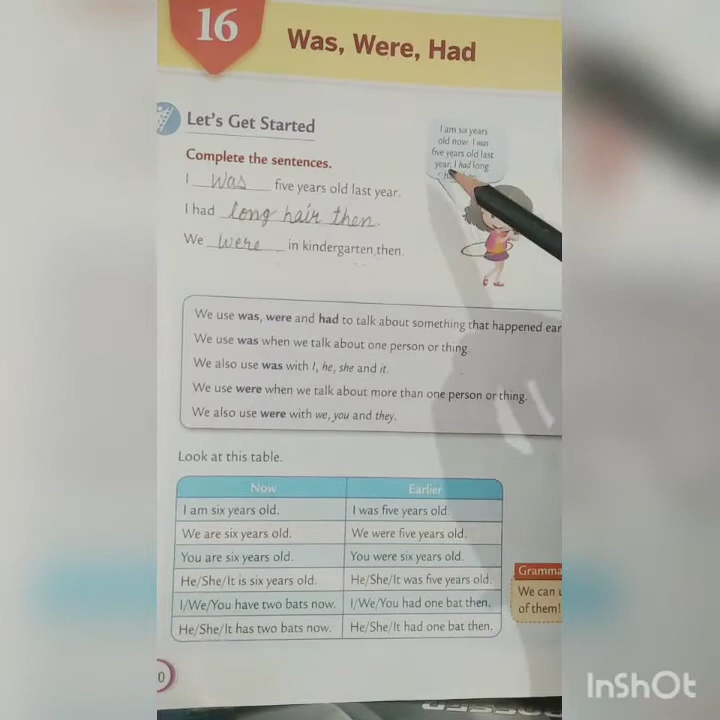 16
Was, Were, Had
Let's Get Started
Complete the sentences.
I was five years old last year.
I had long hair then.
We were in kindergarten then.
I am six years
old now. I was
five years old last
year. I had long
We use was, were and had to talk about something that happened ear
We use was when we talk about one person or thing.
We also use was with I, he, she and it.
We use were when we talk about more than one person or thing.
We also use were with we, you and they.
Look at this table.
Now Earlier
I am six years old. I was five years old.
We are six years old. We were five years old.
You are six years old. You were six years old.
He/She/It is six years old. He/She/It was five years old.
I/We/You have two bats now. I/We/You had one bat then.
He/She/It has two bats now. He/She/It had one bat then.
Gramma
We can u
of them!
0
InShOt